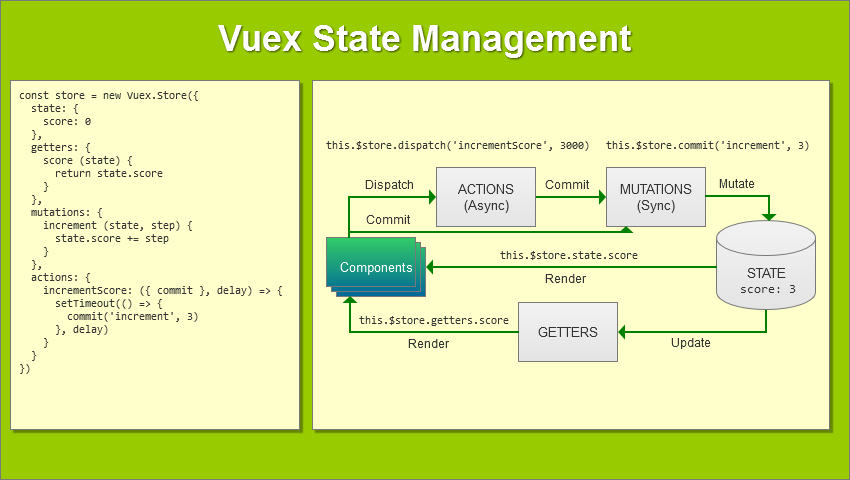 Vuex State Management
const store = new Vuex.Store({
  state: {
    score: 0
  },
  getters: {
    score (state) {
      return state.score
    }
  },
  mutations: {
    increment (state, step) {
      state.score += step
    }
  },
  actions: {
    incrementScore: ({ commit }, delay) => {
      setTimeout(() => {
        commit('increment', 3)
      }, delay)
    }
  }
})
this.$store.dispatch('incrementScore', 3000)
this.$store.commit('increment', 3)
Dispatch
ACTIONS
(Async)
Commit
MUTATIONS
(Sync)
Mutate
Commit
Components
this.$store.state.score
Render
STATE
score: 3
this.$store.getters.score
Render
GETTERS
Update